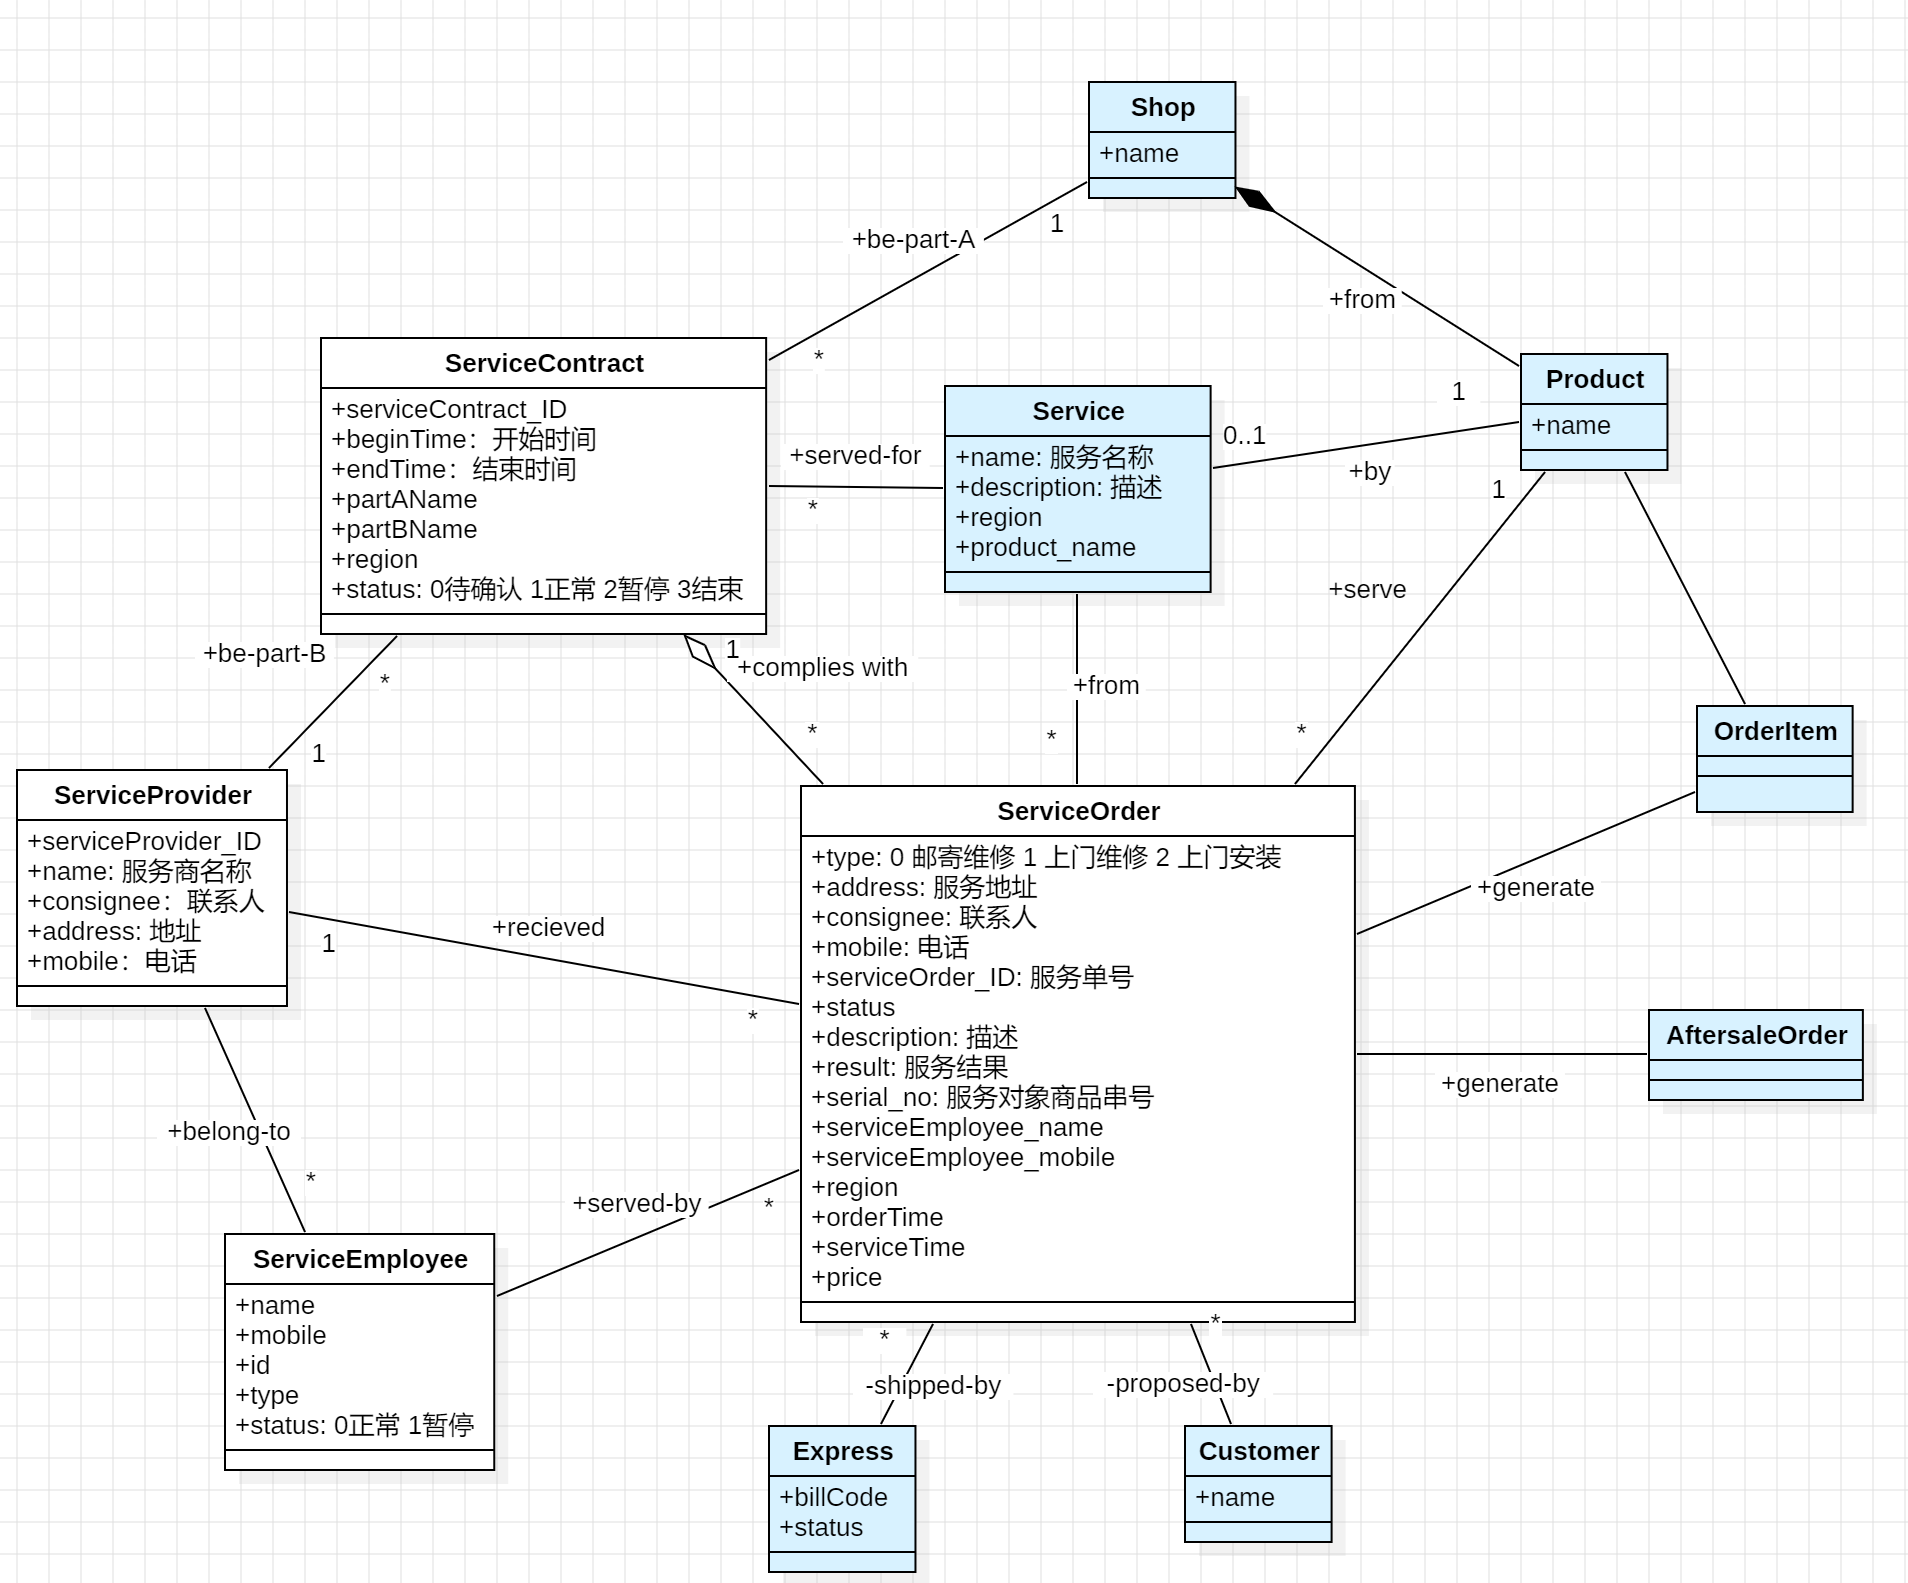 Shop
+name
+be-part-A
1
*
+from
ServiceContract
+serviceContract_ID
+beginTime：开始时间
+endTime：结束时间
+partAName
+partBName
+region
+status: 0待确认 1正常 2暂停 3结束
+served-for
*
Service
+name: 服务名称
+description: 描述
+region
+product_name
0..1
1
+by
Product
+name
1
+serve
*
+be-part-B
*
1
1
+complies with
*
+from
*
OrderItem
ServiceProvider
+serviceProvider_ID
+name: 服务商名称
+consignee：联系人
+address: 地址
+mobile：电话
+recieved
1
*
ServiceOrder
+type: 0 邮寄维修 1 上门维修 2 上门安装
+address: 服务地址
+consignee: 联系人
+mobile: 电话
+serviceOrder_ID: 服务单号
+status
+description: 描述
+result: 服务结果
+serial_no: 服务对象商品串号
+serviceEmployee_name
+serviceEmployee_mobile
+region
+orderTime
+serviceTime
+price
+generate
AftersaleOrder
+generate
+belong-to
*
+served-by
*
ServiceEmployee
+name
+mobile
+id
+type
+status: 0正常 1暂停
*
-shipped-by
*
-proposed-by
Express
+billCode
+status
Customer
+name